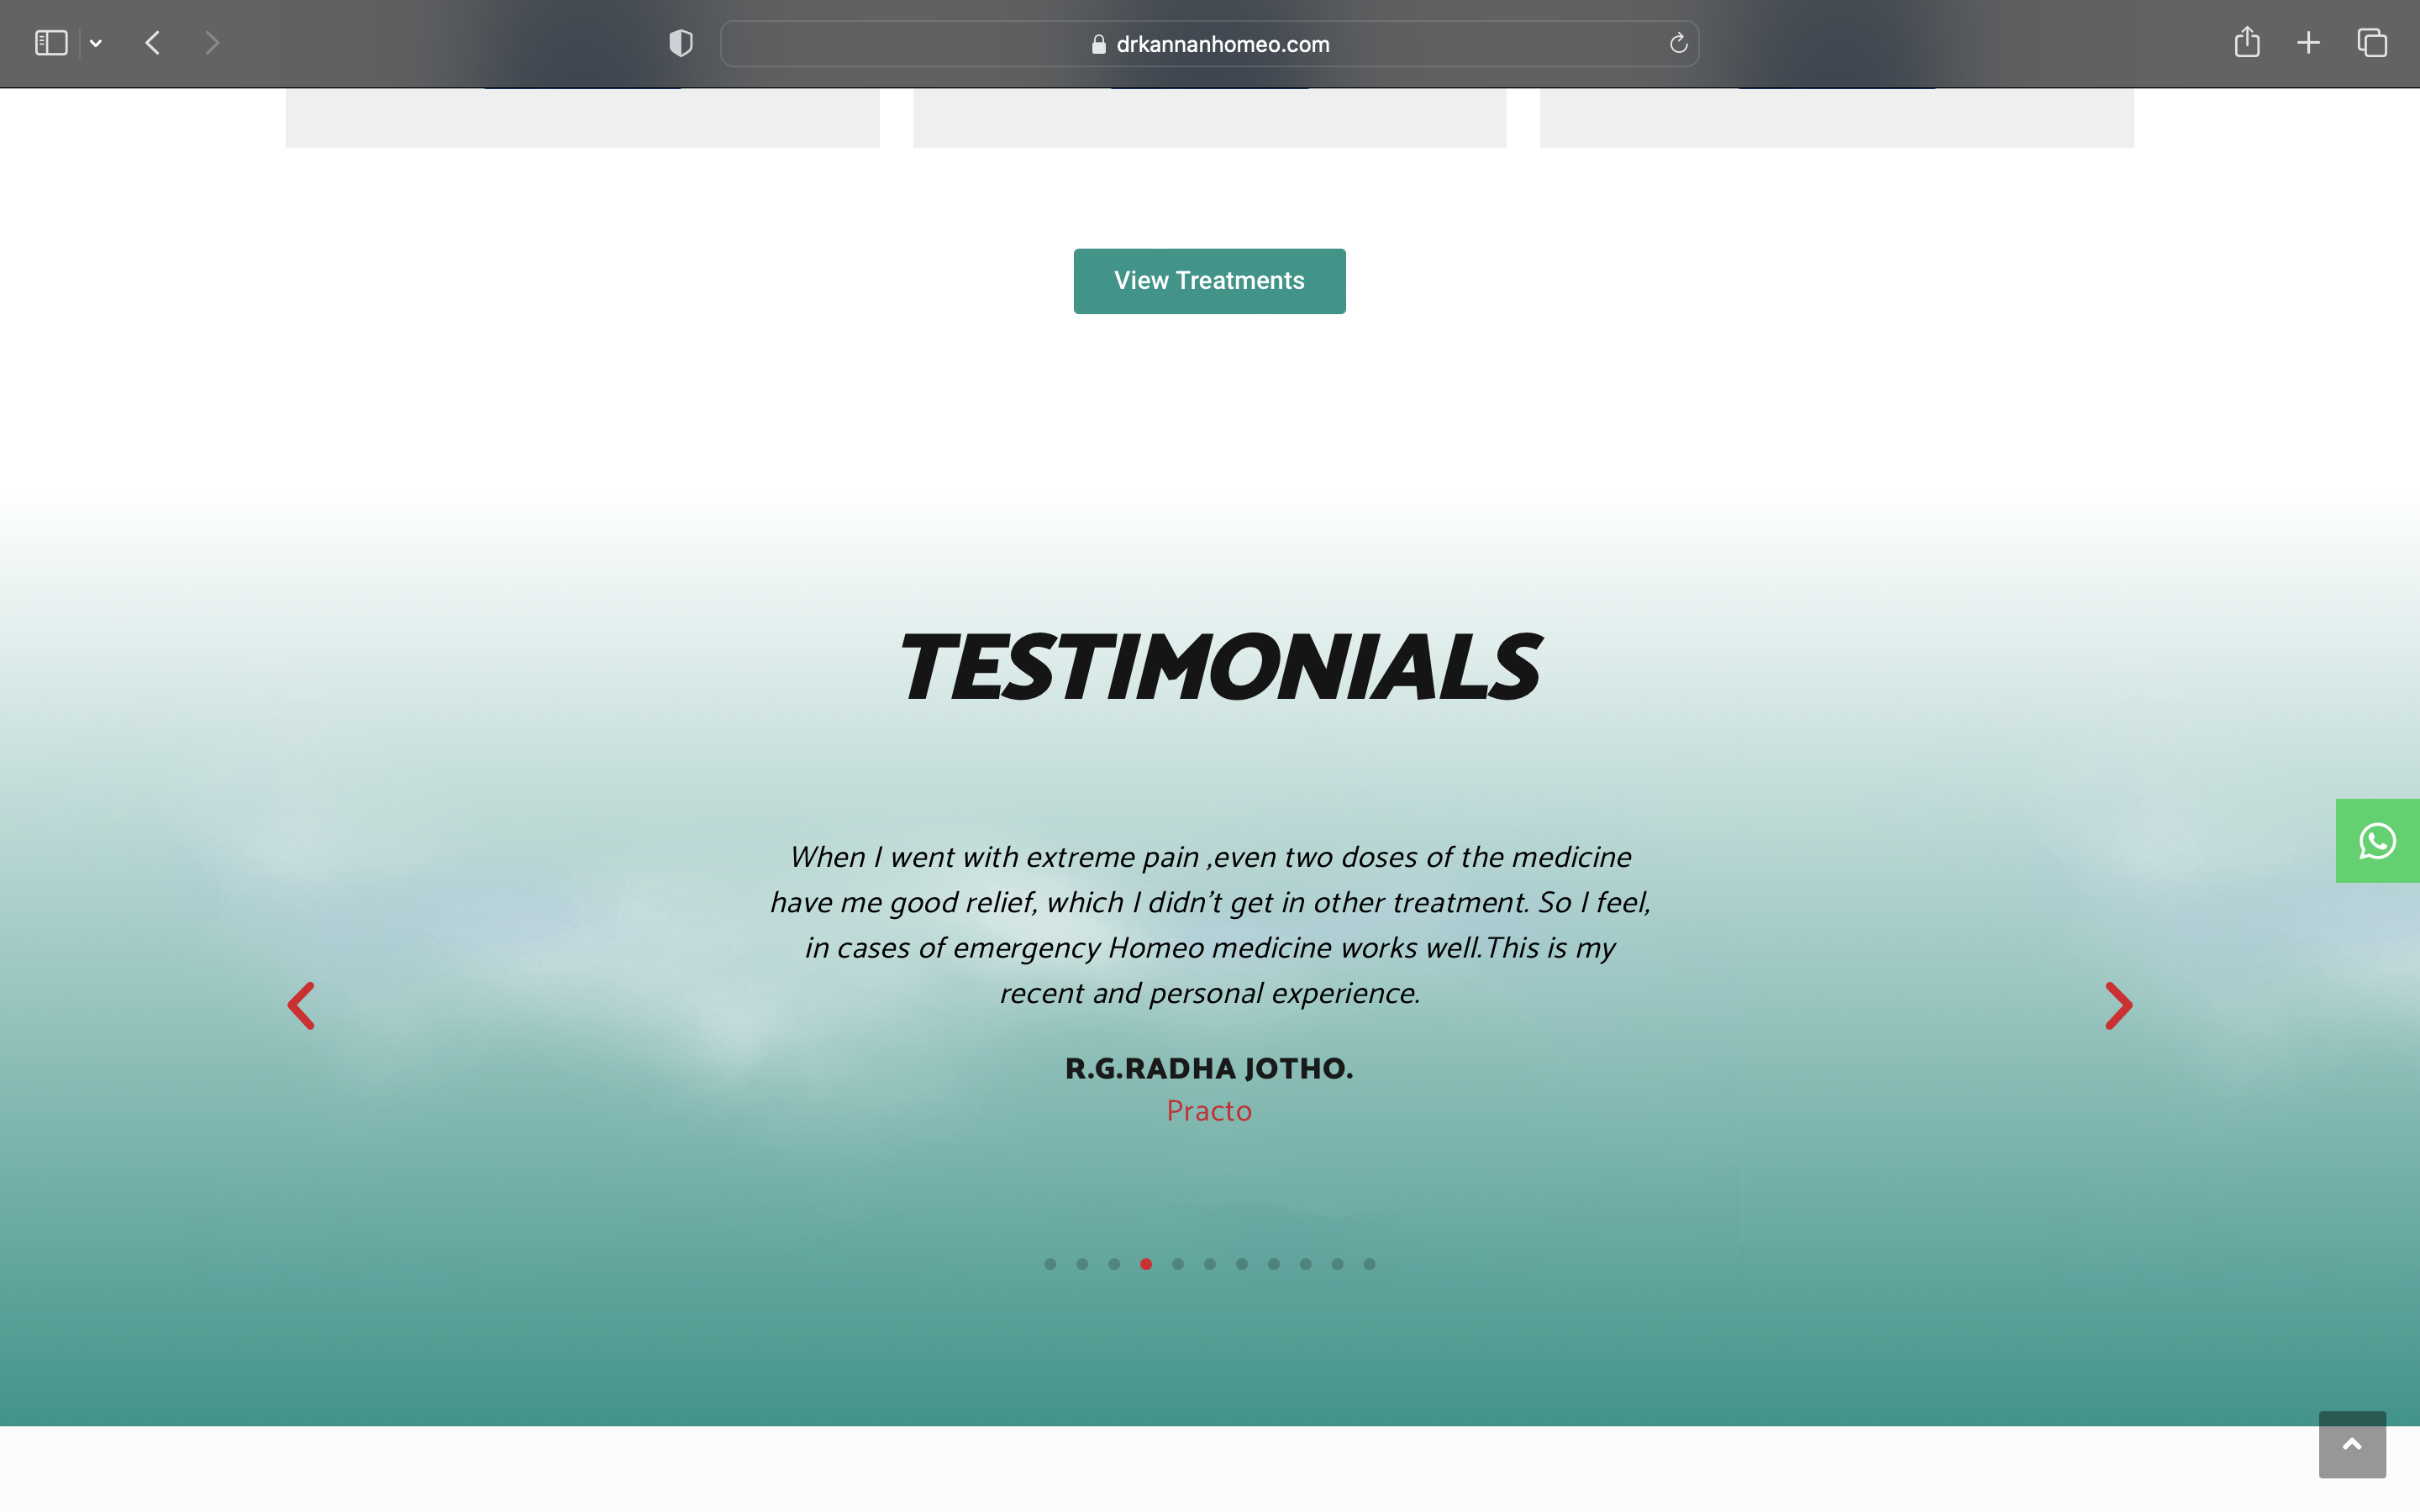 drkannanhomeo.com
View Treatments
TESTIMONIALS
When I went with extreme pain ,even two doses of the medicine
have me good relief, which I didn’t get in other treatment. So I feel,
in cases of emergency Homeo medicine works well.This is my
recent and personal experience.
R.G.RADHA JOTHO.
Practo